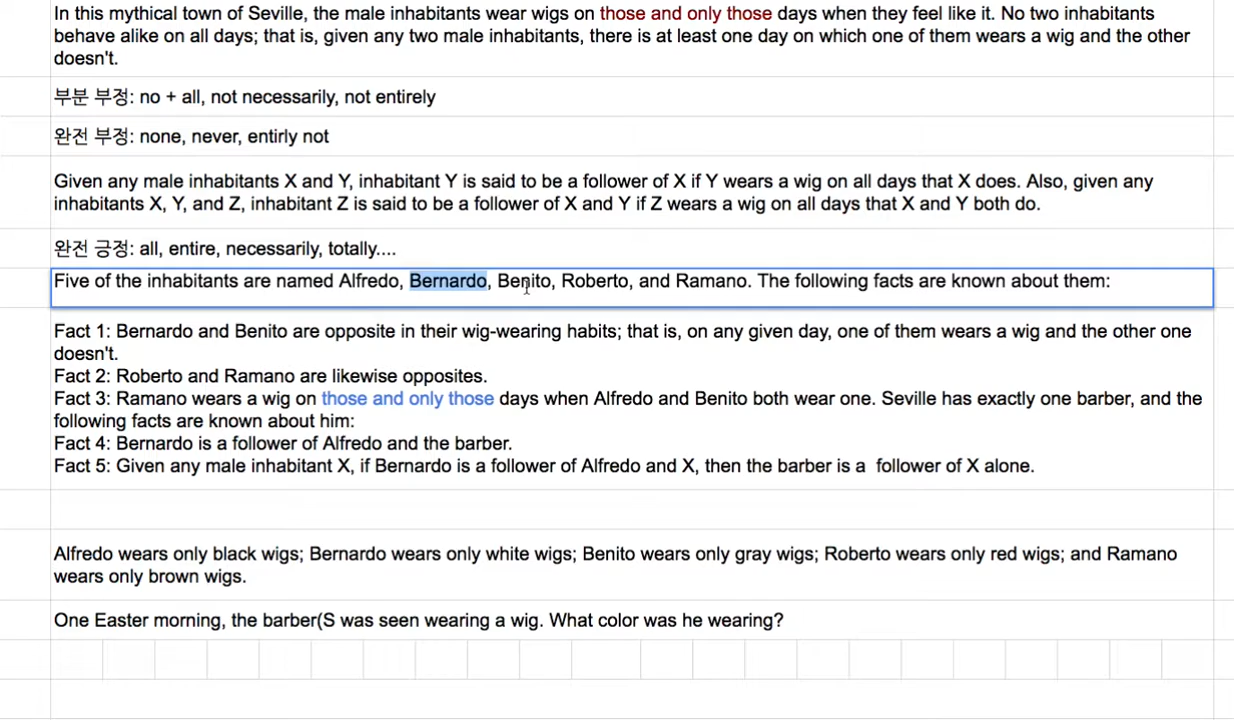 In this mythical town of Seville, the male inhabitants wear wigs on those and only those days when they feel like it. No two inhabitants
behave alike on all days; that is, given any two male inhabitants, there is at least one day on which one of them wears a wig and the other
doesn't.
부분 부정: no + all, not necessarily, not entirely
완전 부정: none, never, entirly not
Given any male inhabitants X and Y, inhabitant Y is said to be a follower of X if Y wears a wig on all days that X does. Also, given any
inhabitants X, Y, and Z, inhabitant Z is said to be a follower of X and Y if Z wears a wig on all days that X and Y both do.
완전 긍정: all, entire, necessarily, totally....
Five of the inhabitants are named Alfredo, Bernardo, Benito, Roberto, and Ramano. The following facts are known about them:
Fact 1: Bernardo and Benito are opposite in their wig-wearing habits; that is, on any given day, one of them wears a wig and the other one
doesn't.
Fact 2: Roberto and Ramano are likewise opposites.
Fact 3: Ramano wears a wig on those and only those days when Alfredo and Benito both wear one. Seville has exactly one barber, and the
following facts are known about him:
Fact 4: Bernardo is a follower of Alfredo and the barber.
Fact 5: Given any male inhabitant X, if Bernardo is a follower of Alfredo and X, then the barber is a  follower of X alone.
Alfredo wears only black wigs; Bernardo wears only white wigs; Benito wears only gray wigs; Roberto wears only red wigs; and Ramano
wears only brown wigs.
One Easter morning, the barber(S was seen wearing a wig. What color was he wearing?